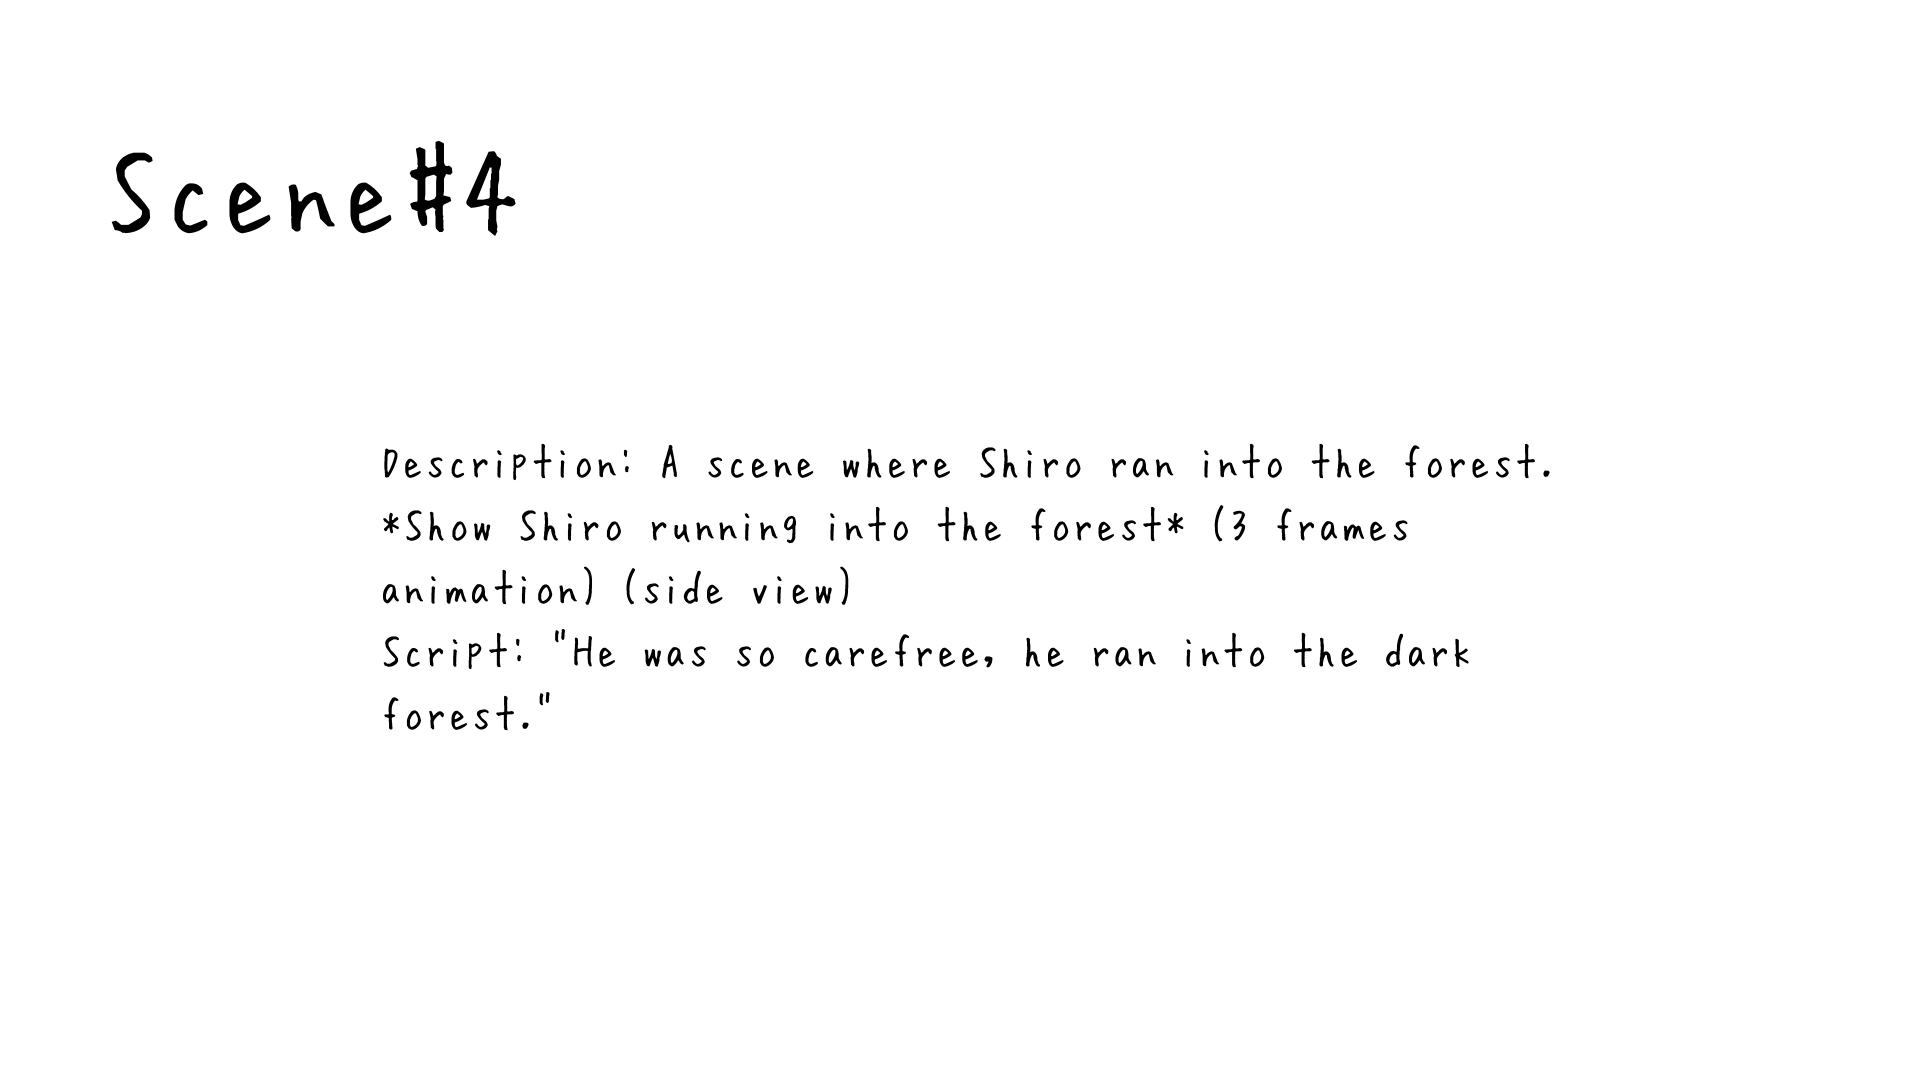 Scene#4
Description: A scene where Shiro ran into the forest.
*Show Shiro running into the forest* (3 frames
animation) (side view)
Script: "He was so carefree, he ran into the dark
forest."